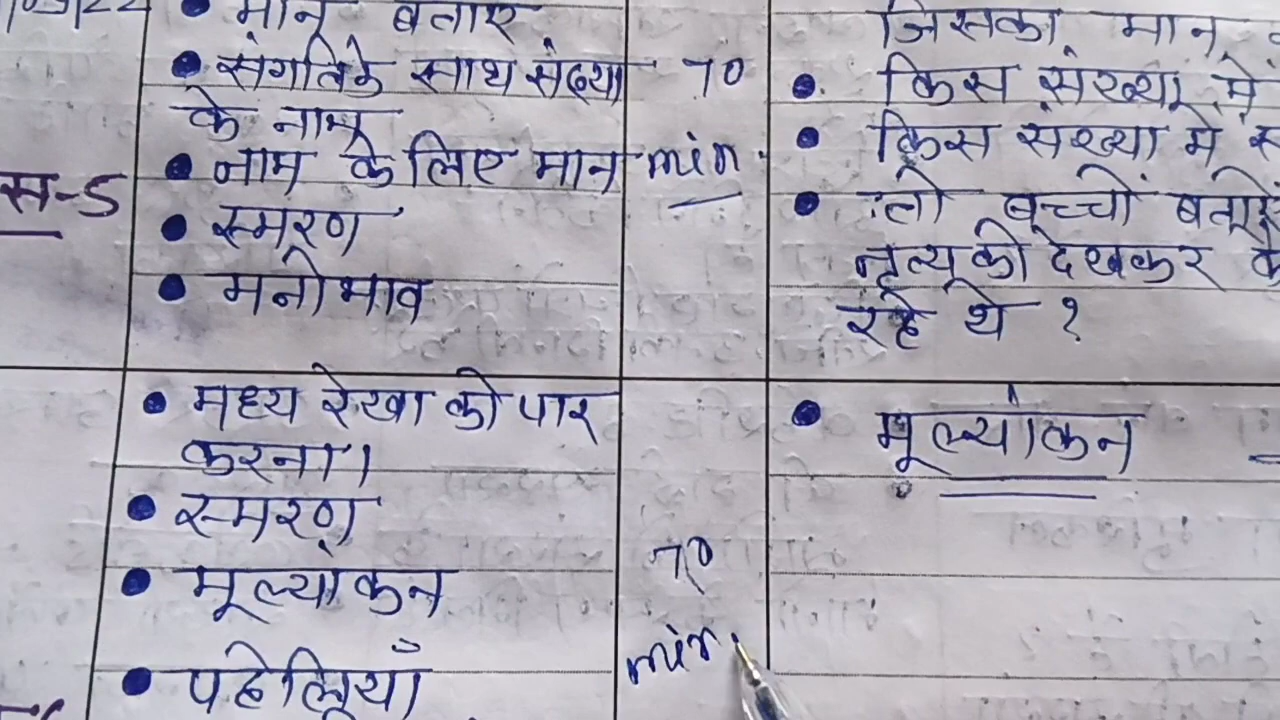 मान बताए
संगति के साथ संख्या
के नाम
नाम के लिए मान
स्मरण
मनोभाव
स-5
70
min.
जिसका मान
किस संख्या में
किस संख्या में
तो बच्चों बताइए
नृत्य को देखकर
रहे थे ?
मध्य रेखा को पार
करना।
स्मरण
मूल्यांकन
पहेलियाँ
70
min.
मूल्यांकन